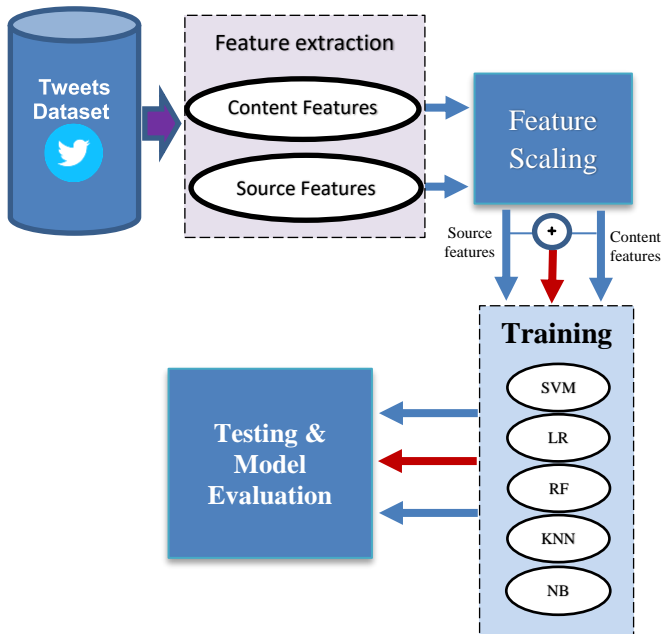 Tweets
Dataset
Feature extraction
Content Features
Source Features
Feature
Scaling
Source
features
+
Content
features
Training
SVM
LR
RF
KNN
NB
Testing &
Model
Evaluation